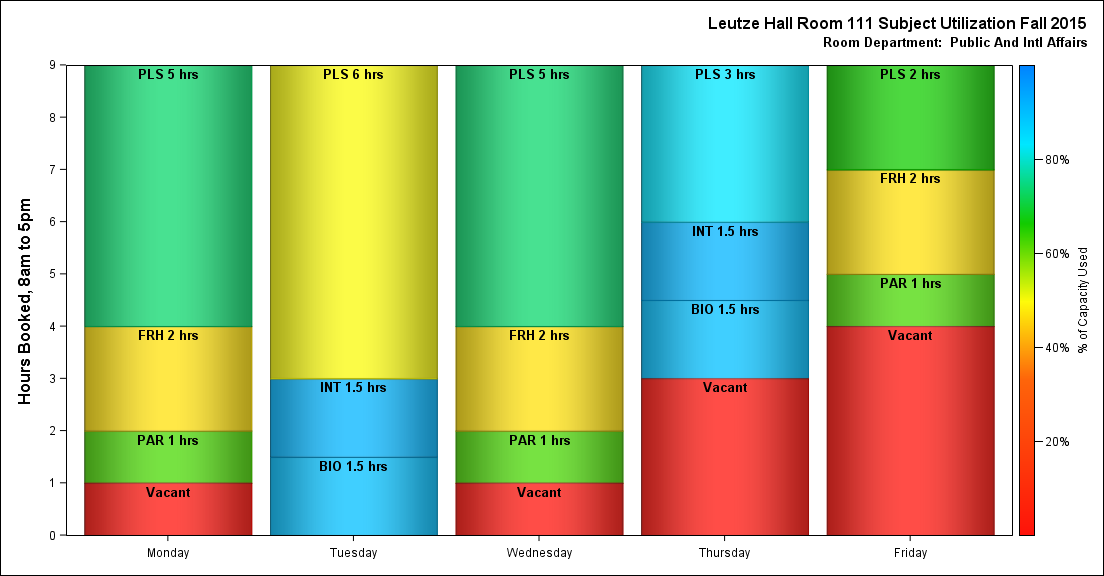 Leutze Hall Room 111 Subject Utilization Fall 2015
Room Department: Public And Intl Affairs
Hours Booked, 8am to 5pm
9
8
7
6
5
4
3
2
1
0
PLS 5 hrs
FRH 2 hrs
PAR 1 hrs
Vacant
Monday
PLS 6 hrs
INT 1.5 hrs
BIO 1.5 hrs
Tuesday
PLS 5 hrs
FRH 2 hrs
PAR 1 hrs
Vacant
Wednesday
PLS 3 hrs
INT 1.5 hrs
BIO 1.5 hrs
Vacant
Thursday
PLS 2 hrs
FRH 2 hrs
PAR 1 hrs
Vacant
Friday
80%
60%
40%
20%
% of Capacity Used